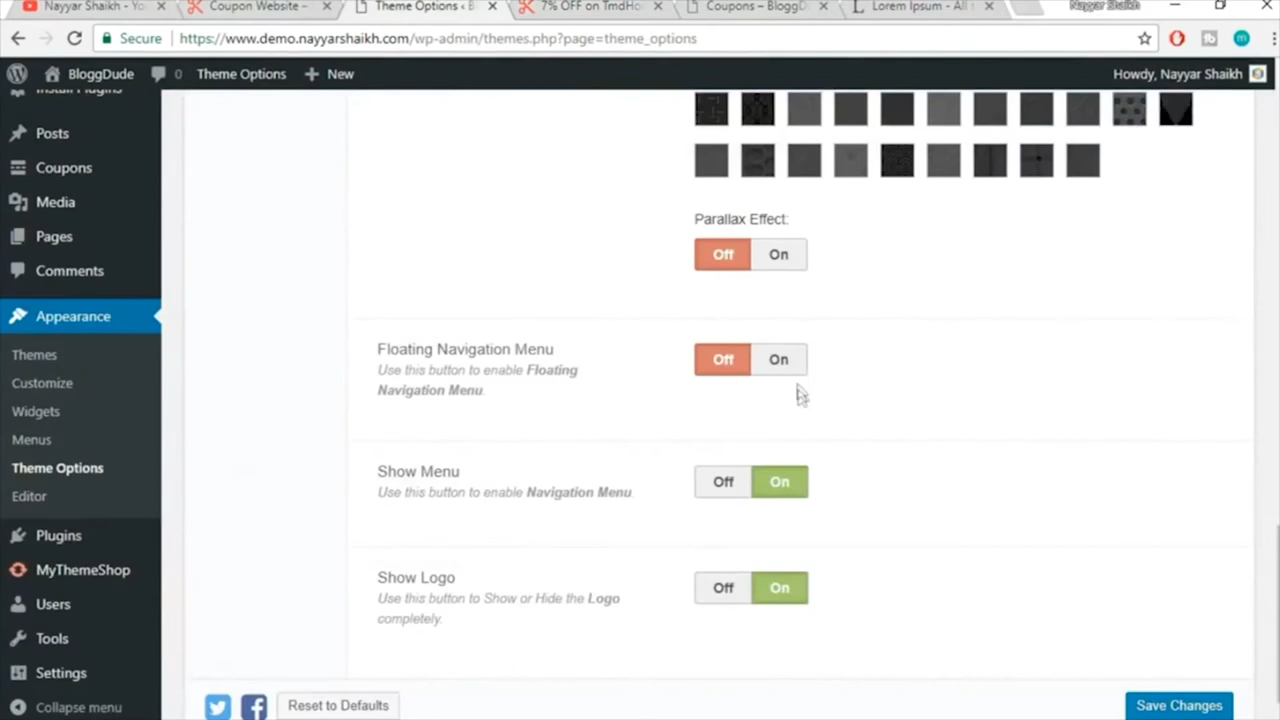 Nayyar Shaikh - Yo
Coupon Website -
Theme Options ‹ B
7% OFF on TmdHo
Coupons – BloggD
Lorem Ipsum - All
Nayyar Shaikh
Secure
https://www.demo.nayyarshaikh.com/wp-admin/themes.php?page=theme_options
BloggDude
0
Theme Options
New
Howdy, Nayyar Shaikh
Install Plugins
Posts
Coupons
Media
Pages
Comments
Appearance
Themes
Customize
Widgets
Menus
Theme Options
Editor
Plugins
MyThemeShop
Users
Tools
Settings
Collapse menu
Parallax Effect:
Off On
Floating Navigation Menu
Use this button to enable Floating
Navigation Menu.
Off On
Show Menu
Use this button to enable Navigation Menu.
Off On
Show Logo
Use this button to Show or Hide the Logo
completely.
Off On
Reset to Defaults
Save Changes